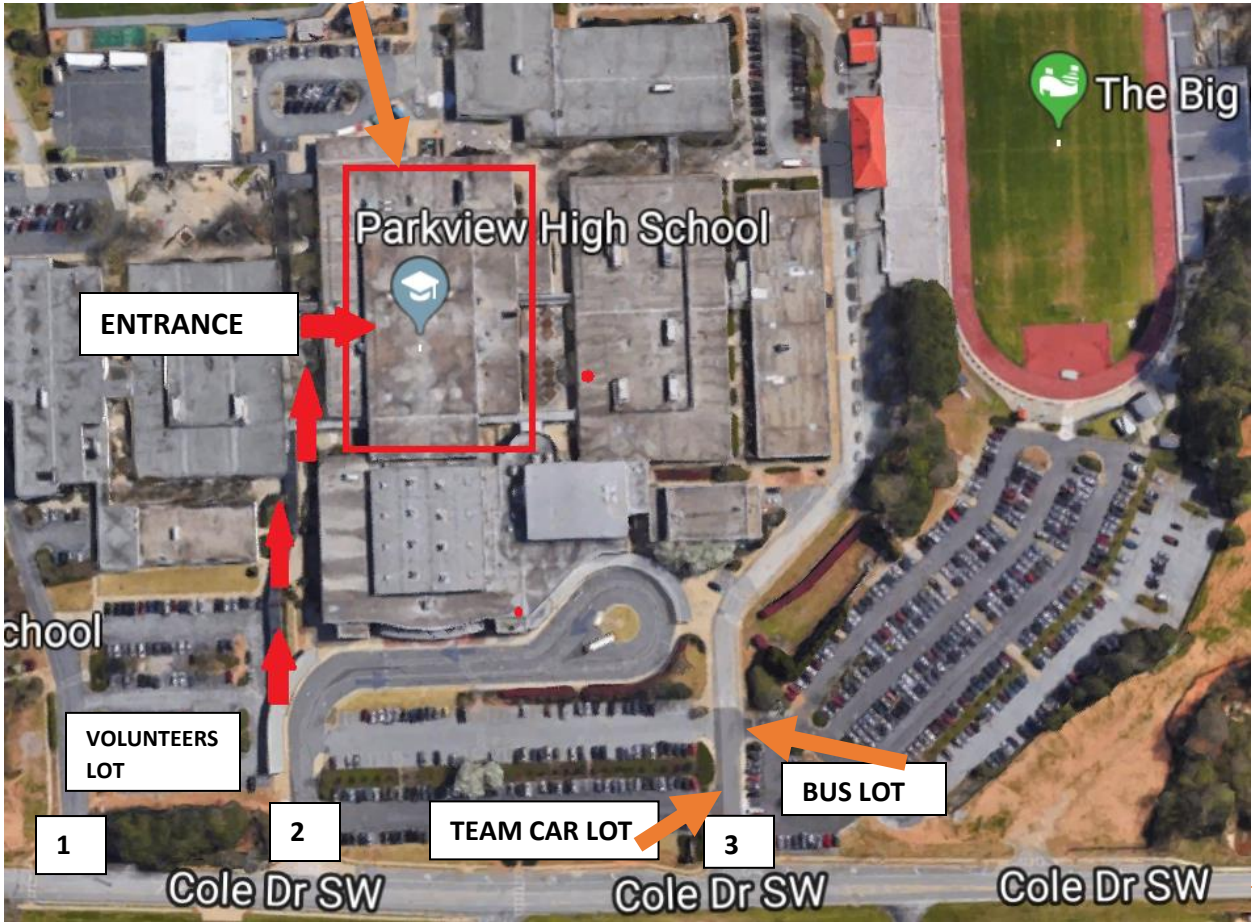 The Big
Parkview High School
ENTRANCE
chool
VOLUNTEERS
LOT
BUS LOT
TEAM CAR LOT
1
2
3
Cole Dr SW
Cole Dr SW
Cole Dr SW